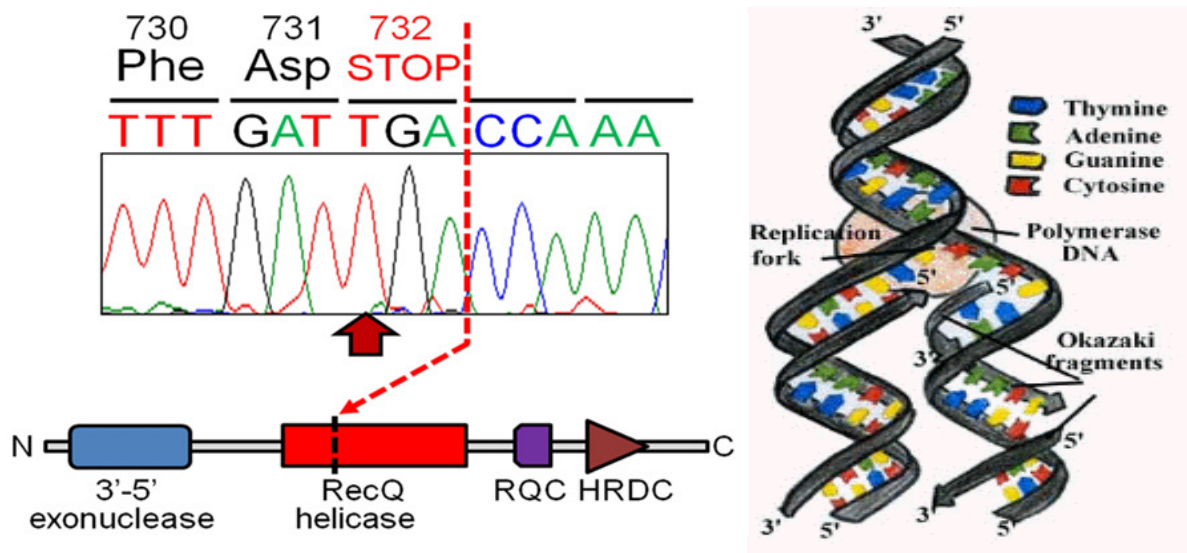 730 731 732
Phe Asp STOP
TTT GAT TGA CCA AA
N
C
3'-5'
exonuclease
RecQ
helicase
RQC
HRDC
3'
5'
Thymine
Adenine
Guanine
Cytosine
Replication
fork
Polymerase
DNA
5'
5'
Okazaki
fragments
3'
5'
3'
5'
3
5'